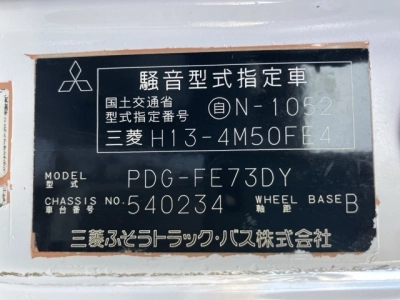 騒音型式指定車
国土交通省
型式指定番号 自 N-1052
三菱 H13-4M50FE4
MODEL
型式 PDG-FE73DY
CHASSIS NO.
車台番号 540234 WHEEL BASE
軸距 B
三菱ふそうトラック・バス株式会社